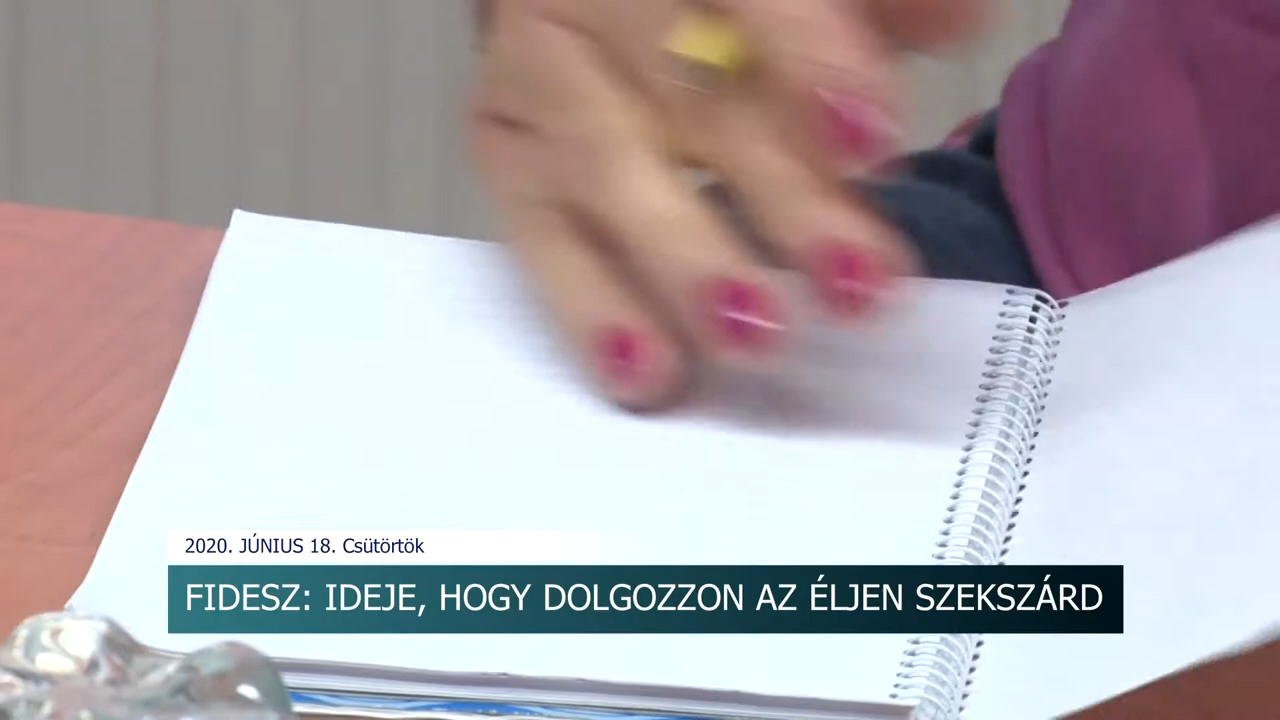 2020. JÚNIUS 18. Csütörtök
FIDESZ: IDEJE, HOGY DOLGOZZON AZ ÉLJEN SZEKSZÁRD